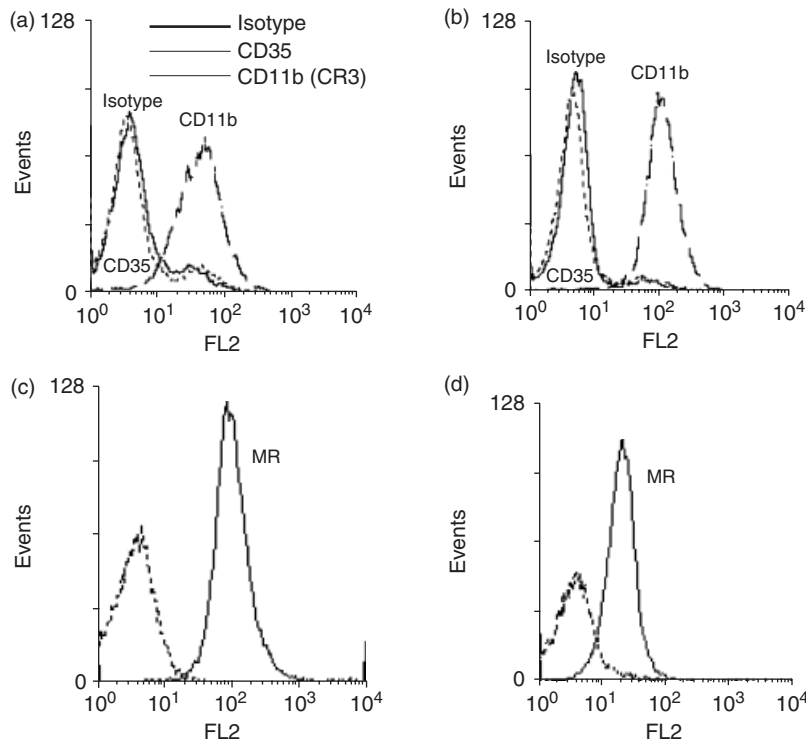 (a)
128
Isotype
CD35
CD11b (CR3)
Isotype
CD11b
CD35
Events
0
10^0 10^1 10^2 10^3 10^4
FL2
(b)
128
Isotype
CD11b
CD35
Events
0
10^0 10^1 10^2 10^3 10^4
FL2
(c)
128
MR
Events
0
10^0 10^1 10^2 10^3 10^4
FL2
(d)
128
MR
Events
0
10^0 10^1 10^2 10^3 10^4
FL2